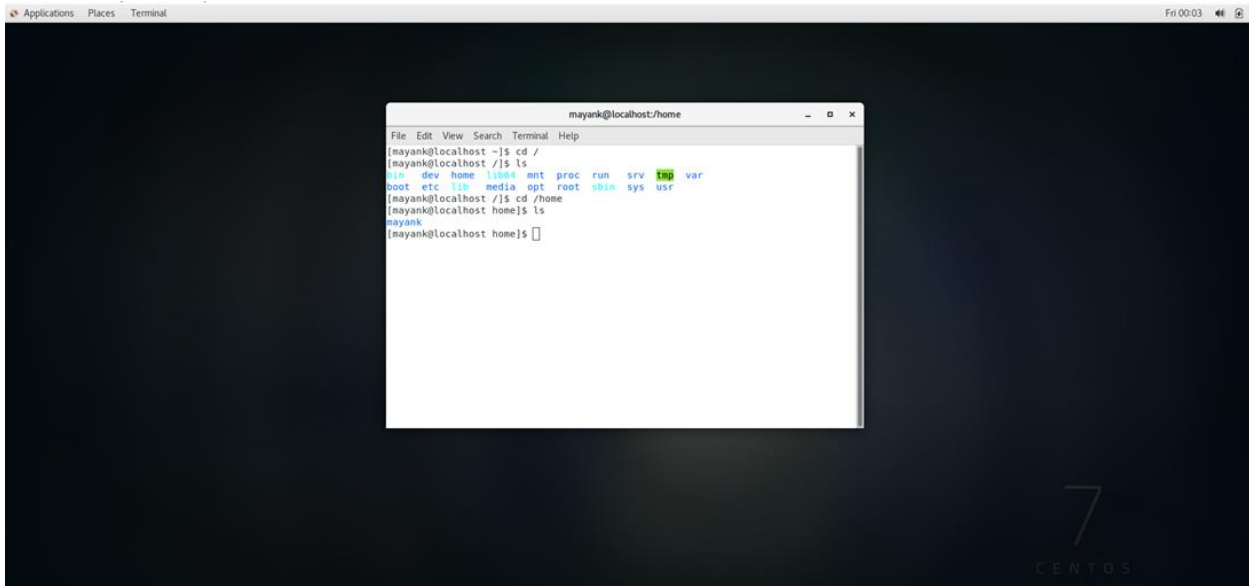 Applications Places Terminal Fri 00:03
mayank@localhost:/home
File Edit View Search Terminal Help
[mayank@localhost ~]$ cd /
[mayank@localhost /]$ ls
bin dev home lib64 mnt proc run srv tmp var
boot etc lib media opt root sbin sys usr
[mayank@localhost /]$ cd /home
[mayank@localhost home]$ ls
mayank
[mayank@localhost home]$
7
CENTOS